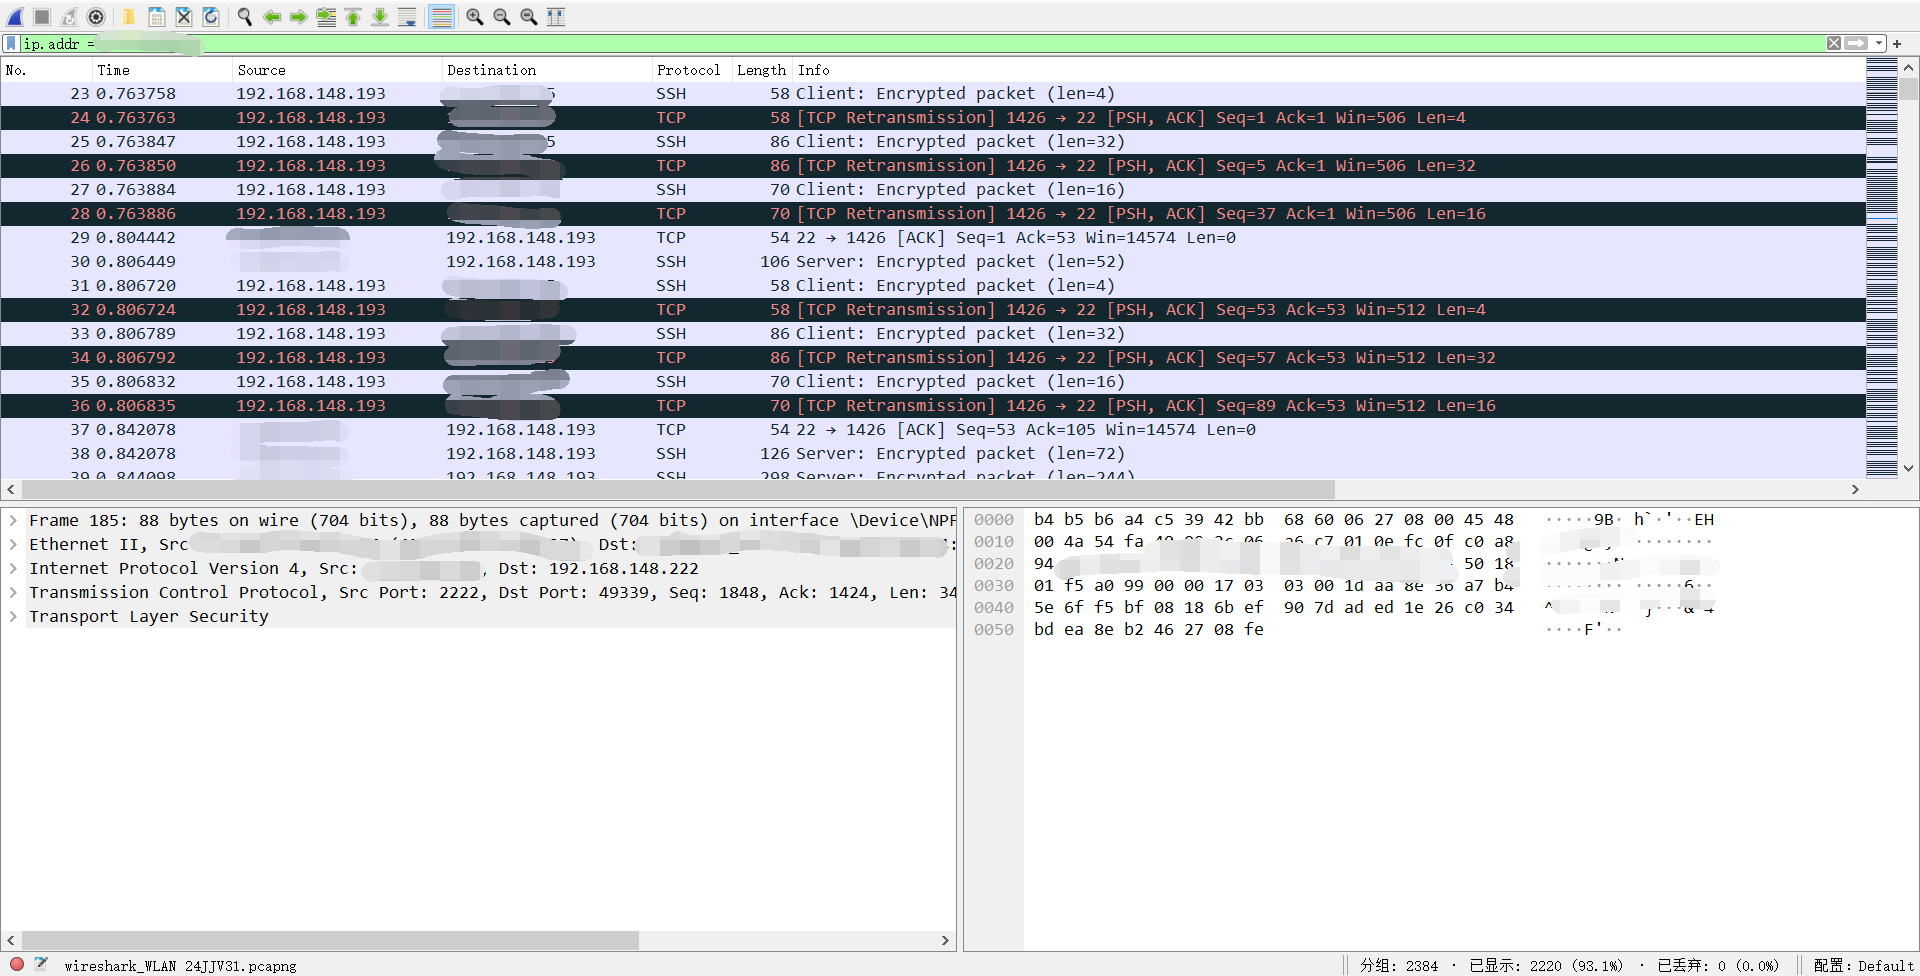 ip.addr =
No. Time Source Destination Protocol Length Info
23 0.763758 192.168.148.193 5 SSH 58 Client: Encrypted packet (len=4)
24 0.763763 192.168.148.193 TCP 58 [TCP Retransmission] 1426 → 22 [PSH, ACK] Seq=1 Ack=1 Win=506 Len=4
25 0.763847 192.168.148.193 5 SSH 86 Client: Encrypted packet (len=32)
26 0.763850 192.168.148.193 TCP 86 [TCP Retransmission] 1426 → 22 [PSH, ACK] Seq=5 Ack=1 Win=506 Len=32
27 0.763884 192.168.148.193 SSH 70 Client: Encrypted packet (len=16)
28 0.763886 192.168.148.193 TCP 70 [TCP Retransmission] 1426 → 22 [PSH, ACK] Seq=37 Ack=1 Win=506 Len=16
29 0.804442 192.168.148.193 TCP 54 22 → 1426 [ACK] Seq=1 Ack=53 Win=14574 Len=0
30 0.806449 192.168.148.193 SSH 106 Server: Encrypted packet (len=52)
31 0.806720 192.168.148.193 SSH 58 Client: Encrypted packet (len=4)
32 0.806724 192.168.148.193 TCP 58 [TCP Retransmission] 1426 → 22 [PSH, ACK] Seq=53 Ack=53 Win=512 Len=4
33 0.806789 192.168.148.193 SSH 86 Client: Encrypted packet (len=32)
34 0.806792 192.168.148.193 TCP 86 [TCP Retransmission] 1426 → 22 [PSH, ACK] Seq=57 Ack=53 Win=512 Len=32
35 0.806832 192.168.148.193 SSH 70 Client: Encrypted packet (len=16)
36 0.806835 192.168.148.193 TCP 70 [TCP Retransmission] 1426 → 22 [PSH, ACK] Seq=89 Ack=53 Win=512 Len=16
37 0.842078 192.168.148.193 TCP 54 22 → 1426 [ACK] Seq=53 Ack=105 Win=14574 Len=0
38 0.842078 192.168.148.193 SSH 126 Server: Encrypted packet (len=72)
39 0.844098 192.168.148.193 SSH 298 Server: Encrypted packet (len=244)
Frame 185: 88 bytes on wire (704 bits), 88 bytes captured (704 bits) on interface \Device\NPF
Ethernet II, Src Dst:
Internet Protocol Version 4, Src: , Dst: 192.168.148.222
Transmission Control Protocol, Src Port: 2222, Dst Port: 49339, Seq: 1848, Ack: 1424, Len: 34
Transport Layer Security
0000 b4 b5 b6 a4 c5 39 42 bb 68 60 06 27 08 00 45 48 ·····9B· h`·'··EH
0010 00 4a 54 fa 40 00 2c 06 a6 c7 01 0e fc 0f c0 a8
0020 94 50 18
0030 01 f5 a0 99 00 00 17 03 03 00 1d aa 8e 36 a7 b4
0040 5e 6f f5 bf 08 18 6b ef 90 7d ad ed 1e 26 c0 34
0050 bd ea 8e b2 46 27 08 fe ····F'··
wireshark_WLAN 24JJV31.pcapng
分组: 2384 · 已显示: 2220 (93.1%) · 已丢弃: 0 (0.0%) 配置: Default